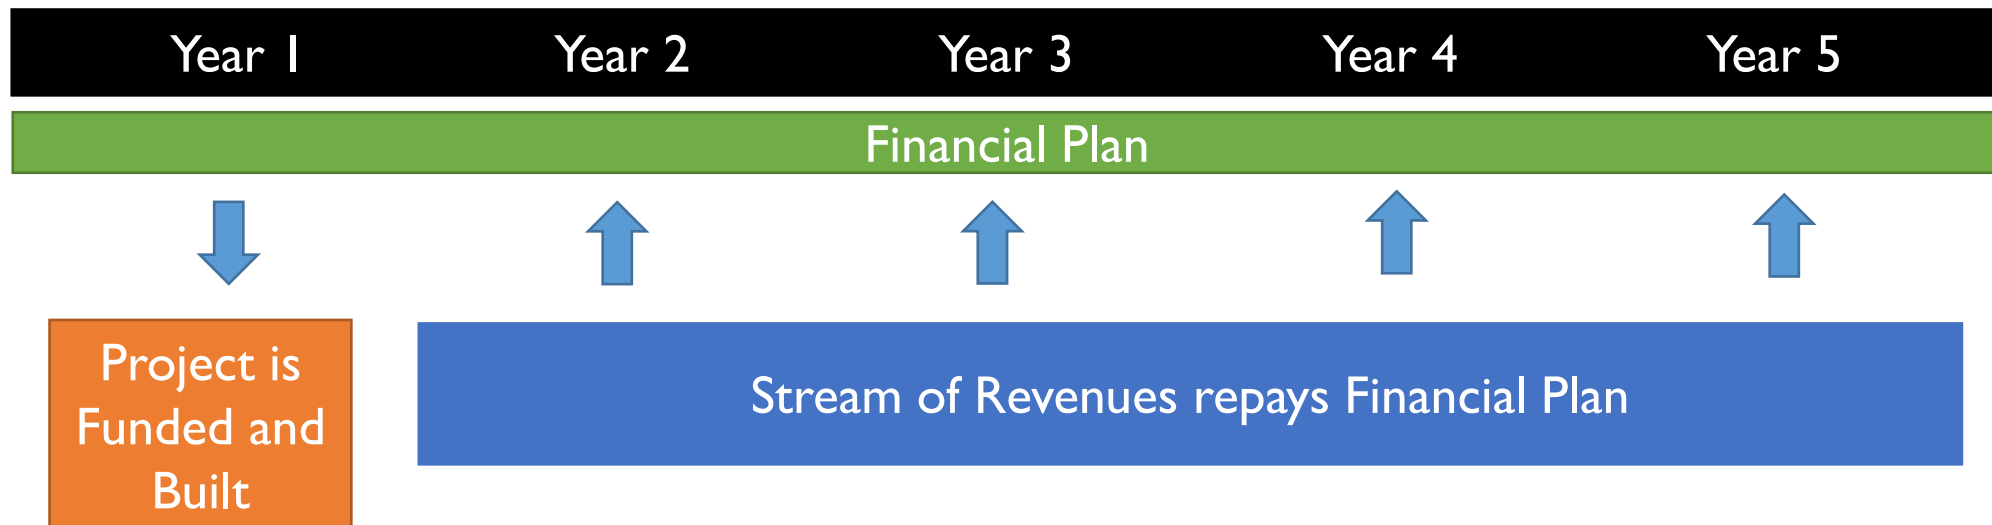 Year 1 Year 2 Year 3 Year 4 Year 5
Financial Plan
Project is
Funded and
Built
Stream of Revenues repays Financial Plan